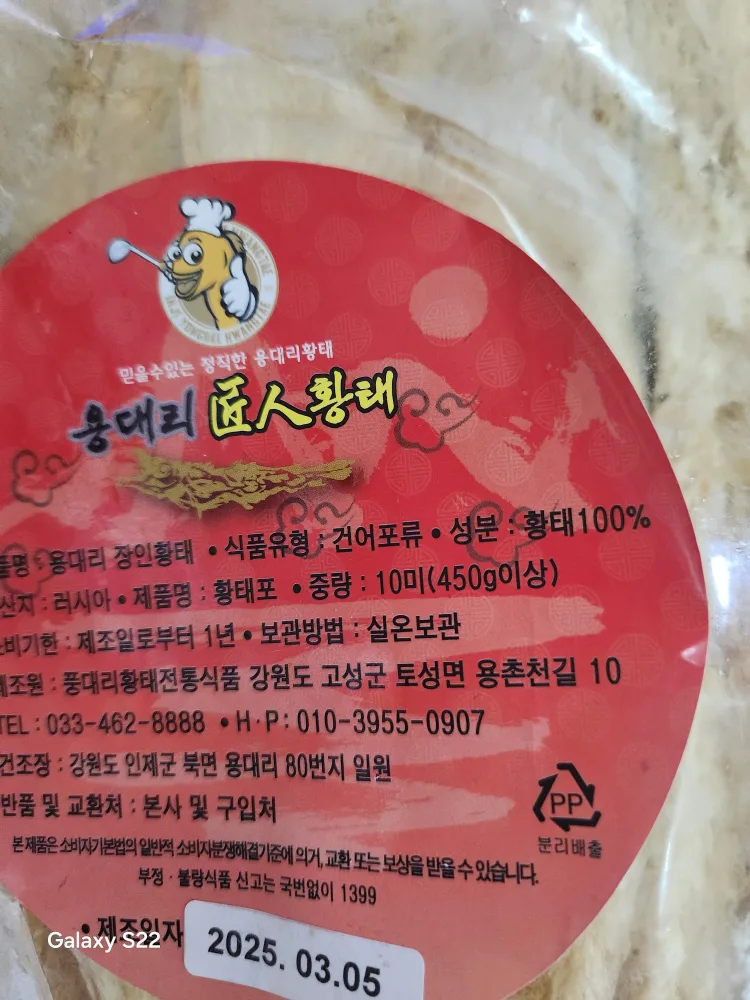 믿을수있는 정직한 용대리황태
용대리 匠人황태
용대리 장인황태 • 식품유형 : 건어포류 • 성분 : 황태100%
산지 : 러시아 • 제품명 : 황태포 • 중량 : 10미(450g이상)
비기한 : 제조일로부터 1년 • 보관방법 : 실온보관
제조원 : 풍대리황태전통식품 강원도 고성군 토성면 용촌천길 10
TEL : 033-462-8888 • H·P : 010-3955-0907
건조장 : 강원도 인제군 북면 용대리 80번지 일원
반품 및 교환처 : 본사 및 구입처
PP
분리배출
본 제품은 소비자기본법의 일반적 소비자분쟁해결기준에 의거, 교환 또는 보상을 받을 수 있습니다.
부정 · 불량식품 신고는 국번없이 1399
• 제조일자
2025. 03.05
Galaxy S22